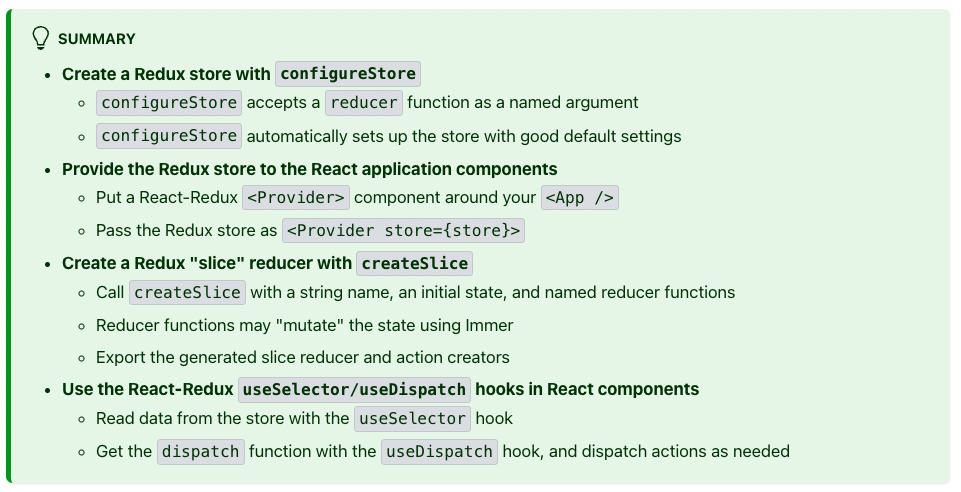 SUMMARY
Create a Redux store with configureStore
configureStore accepts a reducer function as a named argument
configureStore automatically sets up the store with good default settings
Provide the Redux store to the React application components
Put a React-Redux <Provider> component around your <App />
Pass the Redux store as <Provider store={store}>
Create a Redux "slice" reducer with createSlice
Call createSlice with a string name, an initial state, and named reducer functions
Reducer functions may "mutate" the state using Immer
Export the generated slice reducer and action creators
Use the React-Redux useSelector/useDispatch hooks in React components
Read data from the store with the useSelector hook
Get the dispatch function with the useDispatch hook, and dispatch actions as needed